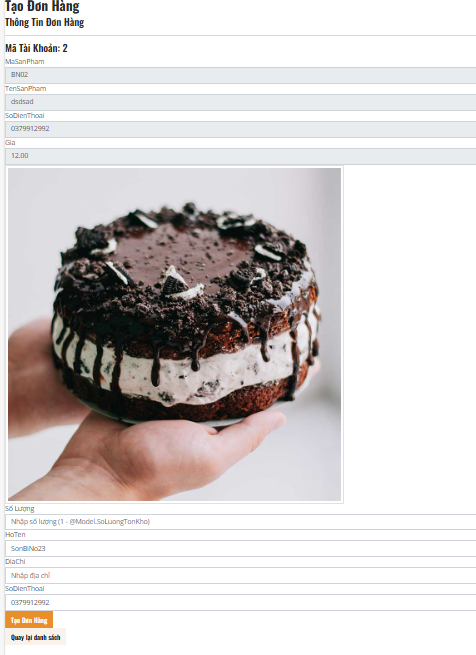 Tạo Đơn Hàng
Thông Tin Đơn Hàng
Mã Tài Khoản: 2
MaSanPham
BN02
TenSanPham
dsdsad
SoDienThoai
0379912992
Gia
12.00
Số Lượng
Nhập số lượng (1 - @Model.SoLuongTonKho)
HoTen
SonBiNo23
DiaChi
Nhập địa chỉ
SoDienThoai
0379912992
Tạo Đơn Hàng
Quay lại danh sách